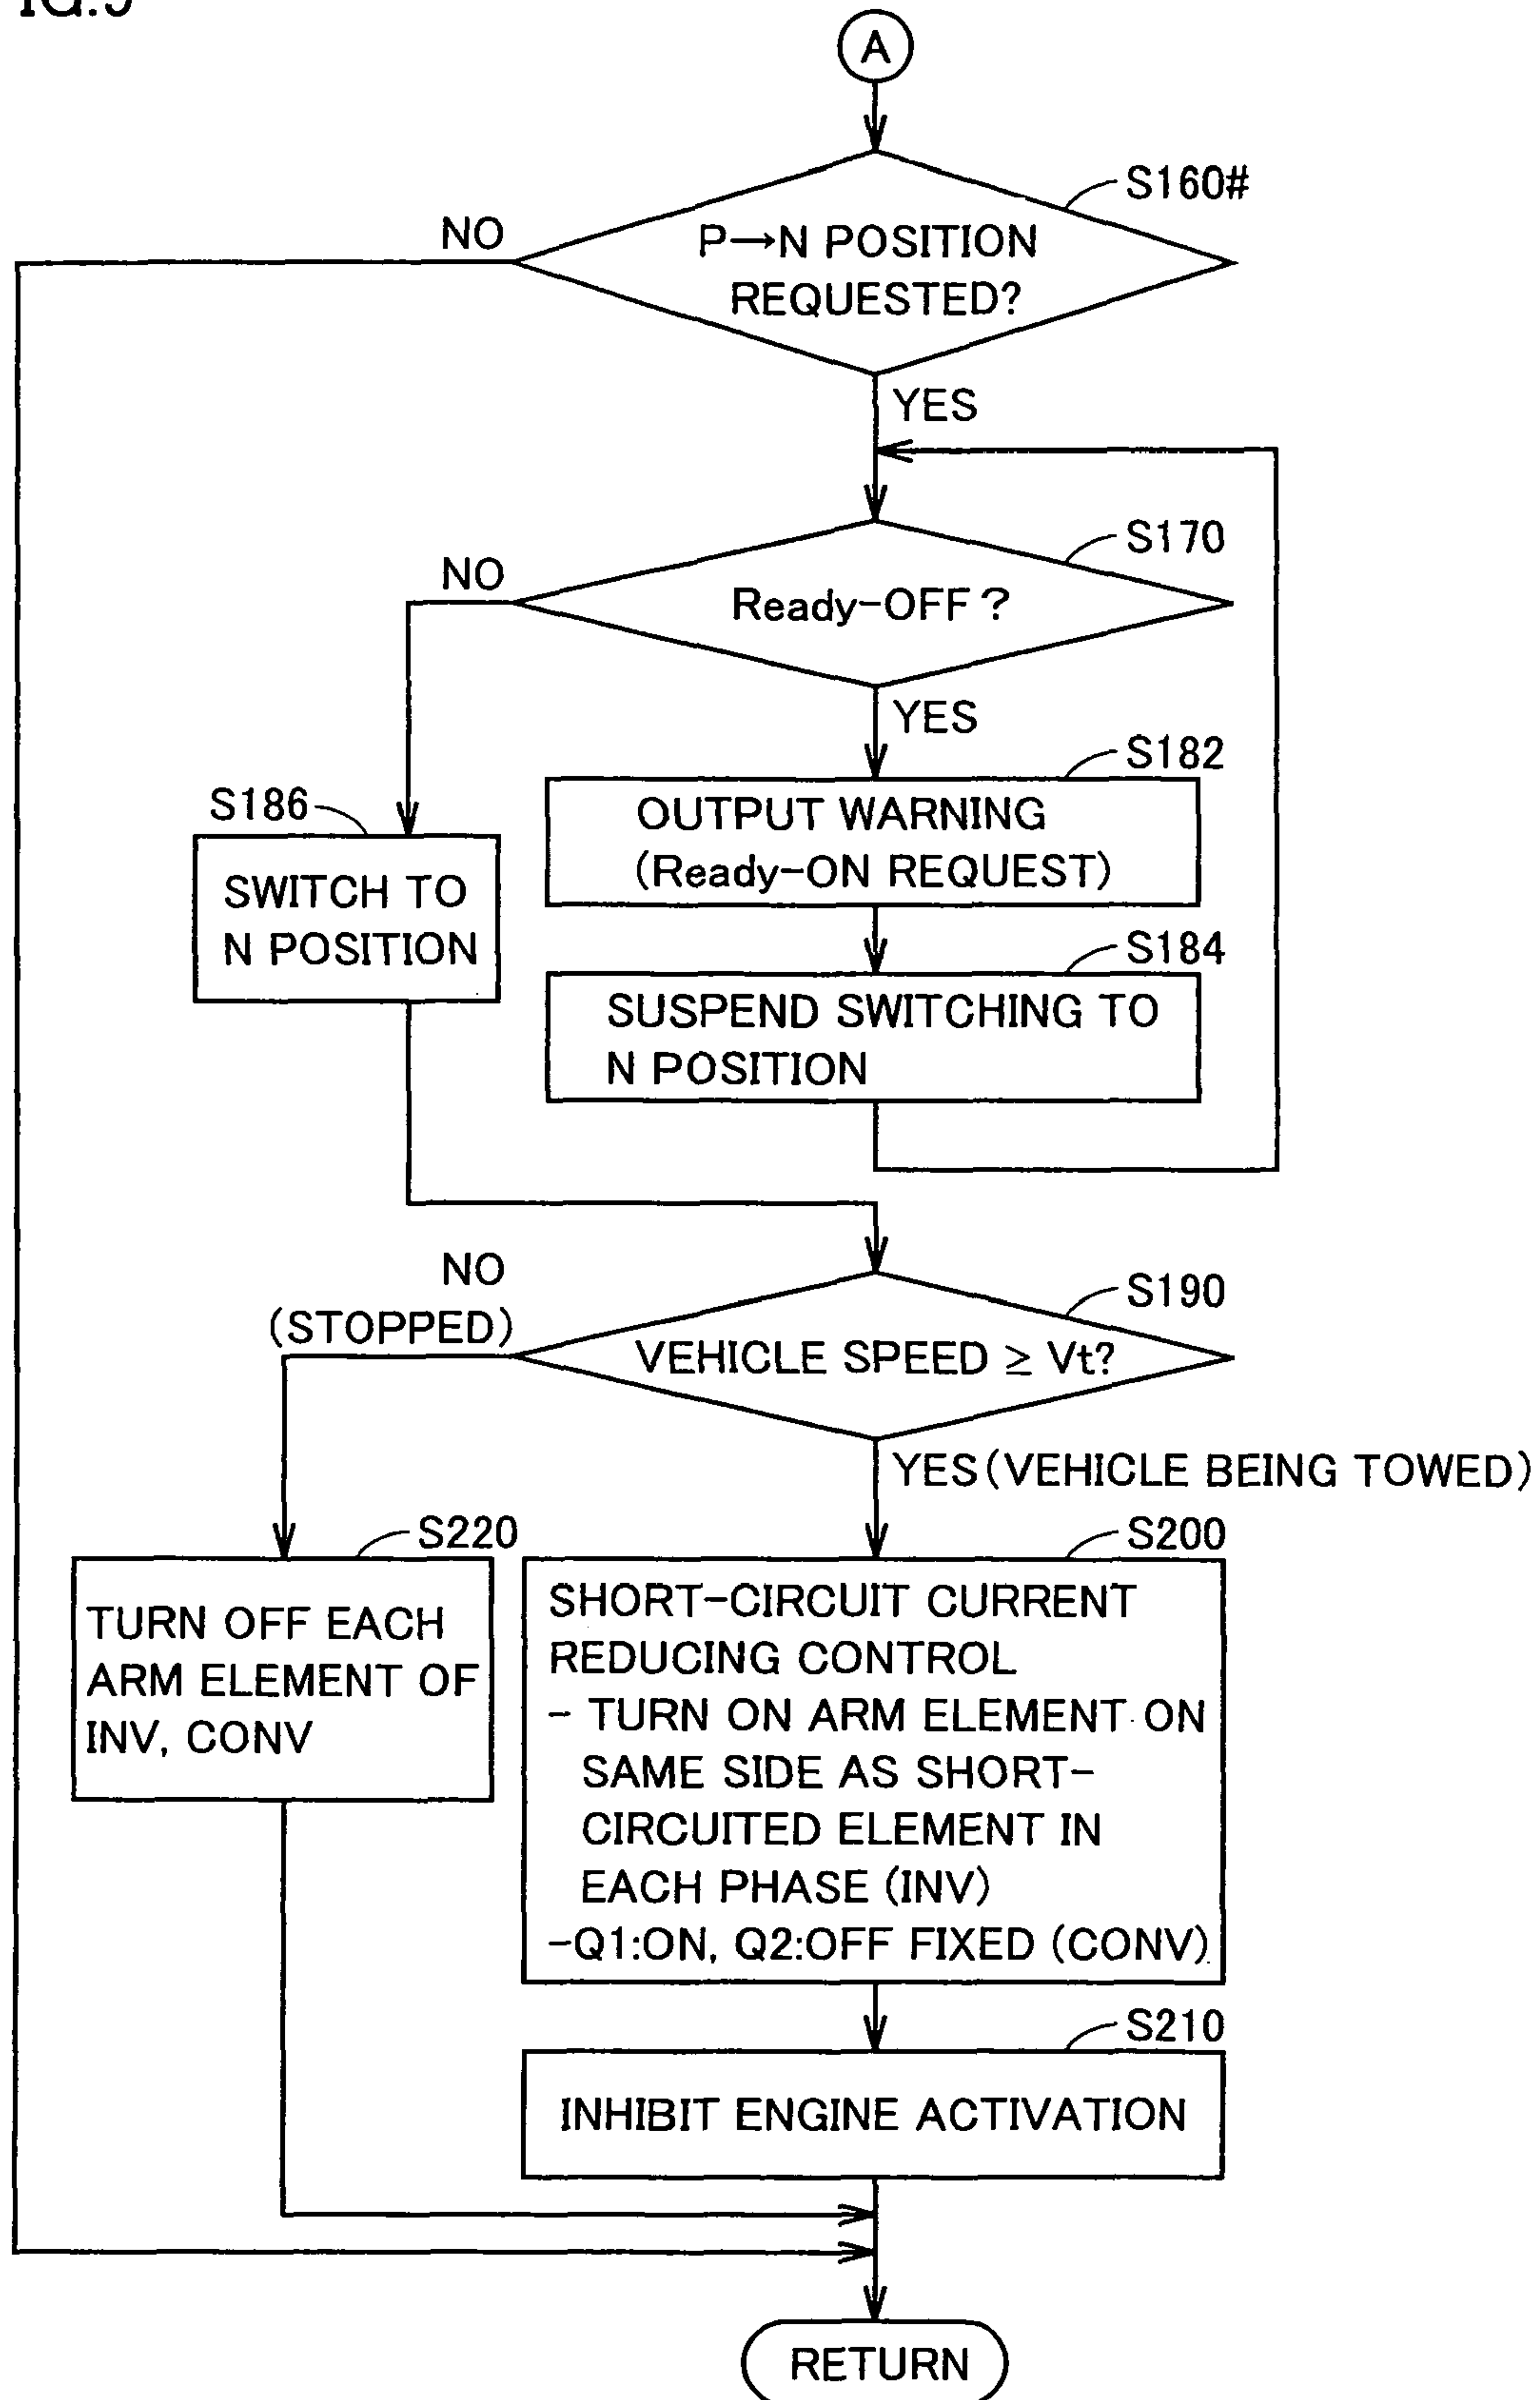 A
S160#
NO
P→N POSITION
REQUESTED?
YES
S170
NO
Ready-OFF?
YES
S182
OUTPUT WARNING
(Ready-ON REQUEST)
S186
SWITCH TO
N POSITION
S184
SUSPEND SWITCHING TO
N POSITION
NO
(STOPPED)
S190
VEHICLE SPEED ≥ Vt?
YES(VEHICLE BEING TOWED)
S220
TURN OFF EACH
ARM ELEMENT OF
INV, CONV
S200
SHORT-CIRCUIT CURRENT
REDUCING CONTROL
- TURN ON ARM ELEMENT ON
SAME SIDE AS SHORT-
CIRCUITED ELEMENT IN
EACH PHASE (INV)
-Q1:ON, Q2:OFF FIXED (CONV)
S210
INHIBIT ENGINE ACTIVATION
RETURN